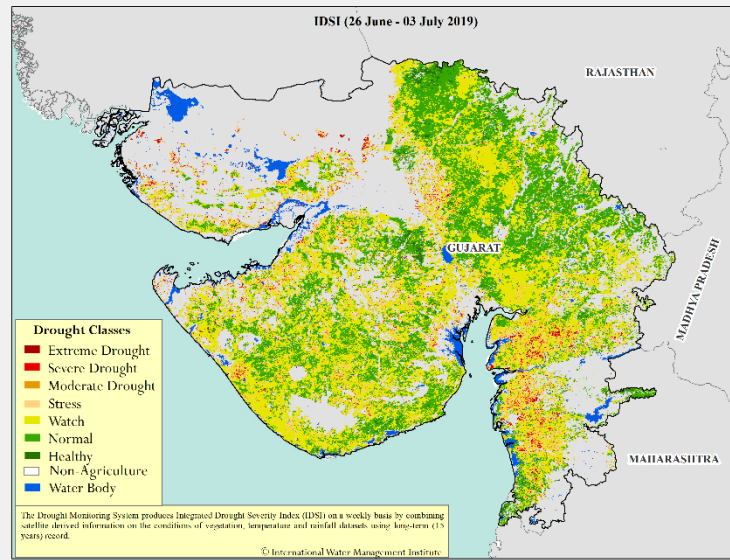 IDSI (26 June - 03 July 2019)
RAJASTHAN
GUJARAT
MADHYA PRADESH
MAHARASHTRA
Drought Classes
Extreme Drought
Severe Drought
Moderate Drought
Stress
Watch
Normal
Healthy
Non-Agriculture
Water Body
The Drought Monitoring System produces Integrated Drought Severity Index (IDSI) on a weekly basis by combining
satellite derived information on the conditions of vegetation, temperature and rainfall datasets using long-term (15
years) record.
© International Water Management Institute